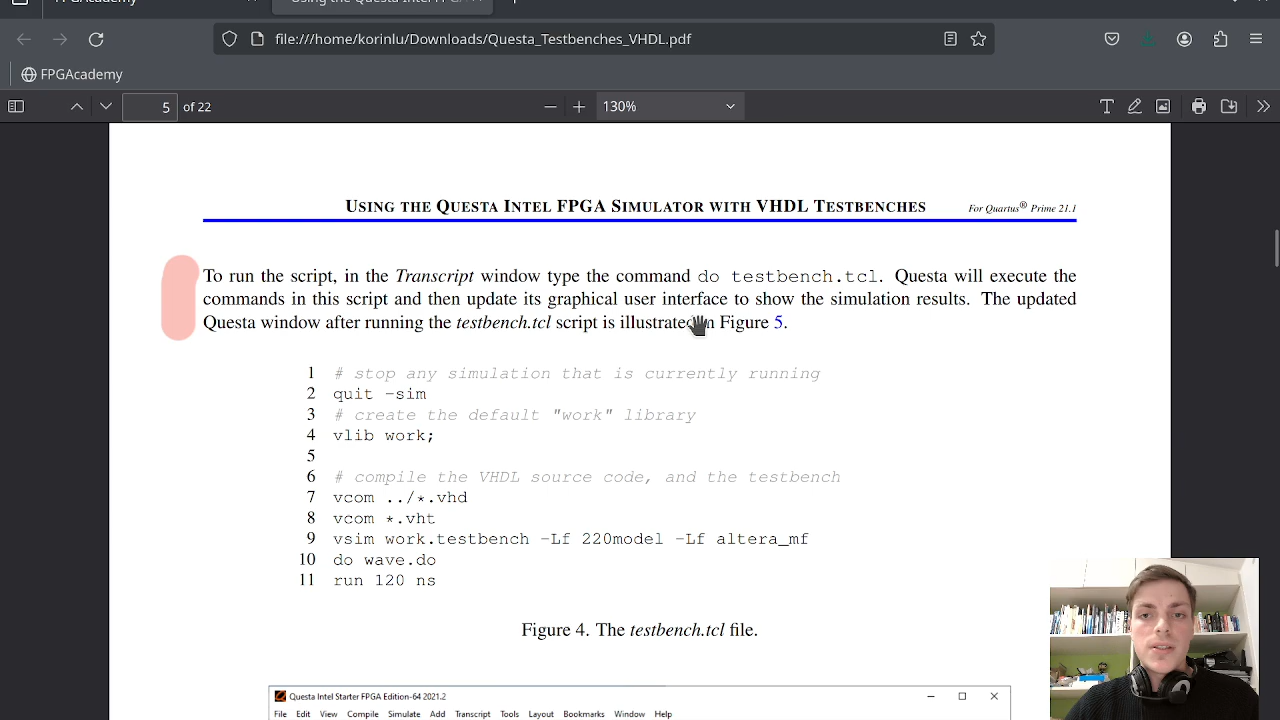 FPGAcademy
Using the Questa Intel FPGA
file:///home/korinlu/Downloads/Questa_Testbenches_VHDL.pdf
FPGAcademy
5 of 22
130%
USING THE QUESTA INTEL FPGA SIMULATOR WITH VHDL TESTBENCHES For Quartus® Prime 21.1
To run the script, in the Transcript window type the command do testbench.tcl. Questa will execute the
commands in this script and then update its graphical user interface to show the simulation results. The updated
Questa window after running the testbench.tcl script is illustrated in Figure 5.
1 # stop any simulation that is currently running
2 quit -sim
3 # create the default "work" library
4 vlib work;
5
6 # compile the VHDL source code, and the testbench
7 vcom ../*.vhd
8 vcom *.vht
9 vsim work.testbench -Lf 220model -Lf altera_mf
10 do wave.do
11 run 120 ns
Figure 4. The testbench.tcl file.
Questa Intel Starter FPGA Edition-64 2021.2
File Edit View Compile Simulate Add Transcript Tools Layout Bookmarks Window Help